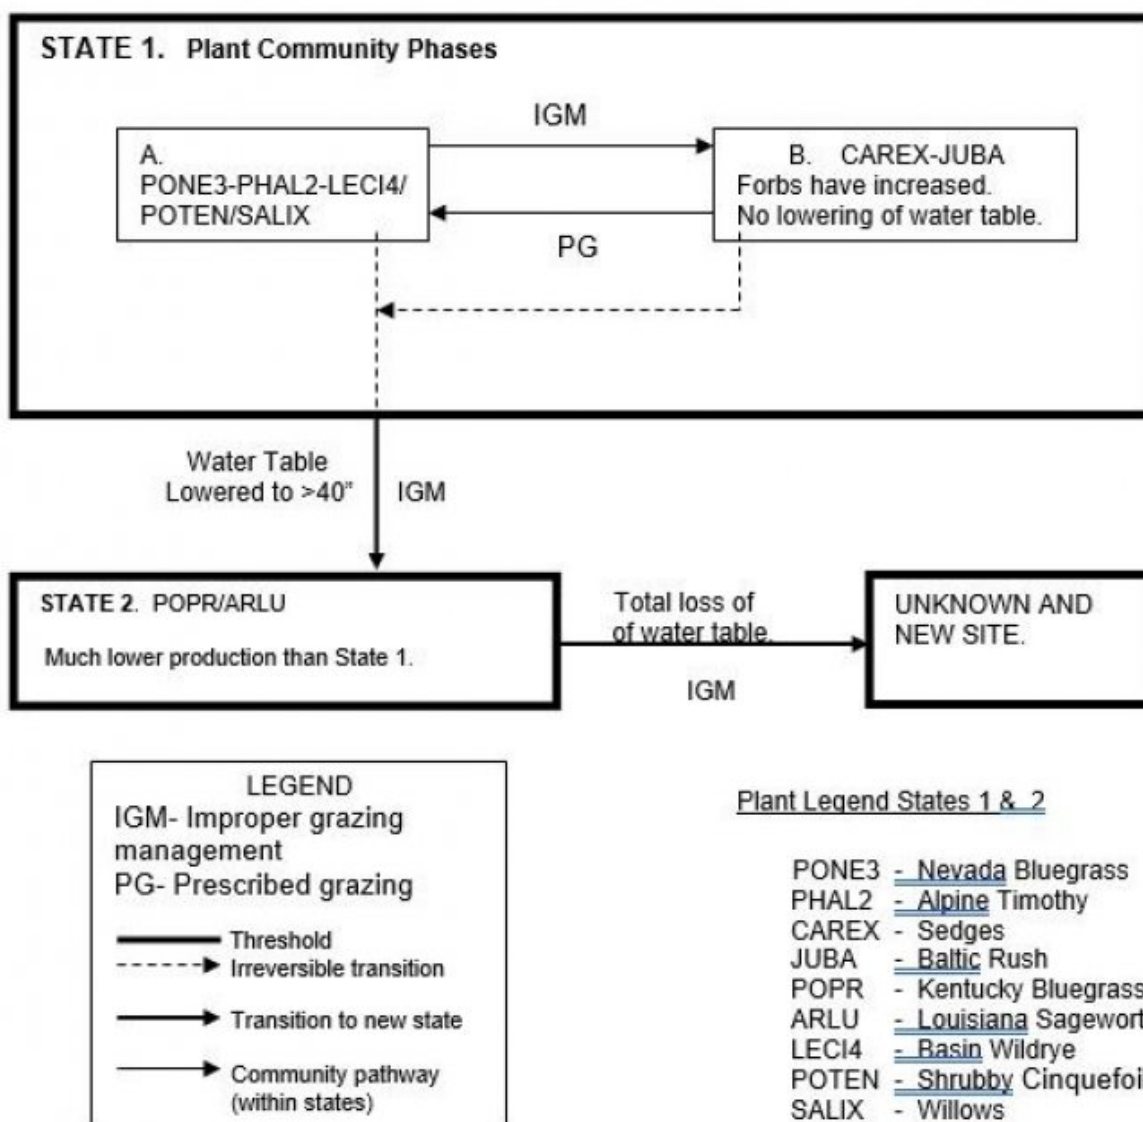 STATE 1. Plant Community Phases
IGM
A.
PONE3-PHAL2-LECI4/
POTEN/SALIX
B. CAREX-JUBA
Forbs have increased.
No lowering of water table.
PG
Water Table
Lowered to >40"
IGM
STATE 2. POPR/ARLU
Much lower production than State 1.
Total loss of
of water table.
IGM
UNKNOWN AND
NEW SITE.
LEGEND
IGM- Improper grazing
management
PG- Prescribed grazing
Threshold
Irreversible transition
Transition to new state
Community pathway
(within states)
Plant Legend States 1 & 2
PONE3 - Nevada Bluegrass
PHAL2 - Alpine Timothy
CAREX - Sedges
JUBA - Baltic Rush
POPR - Kentucky Bluegrass
ARLU - Louisiana Sagewort
LECI4 - Basin Wildrye
POTEN - Shrubby Cinquefoil
SALIX - Willows